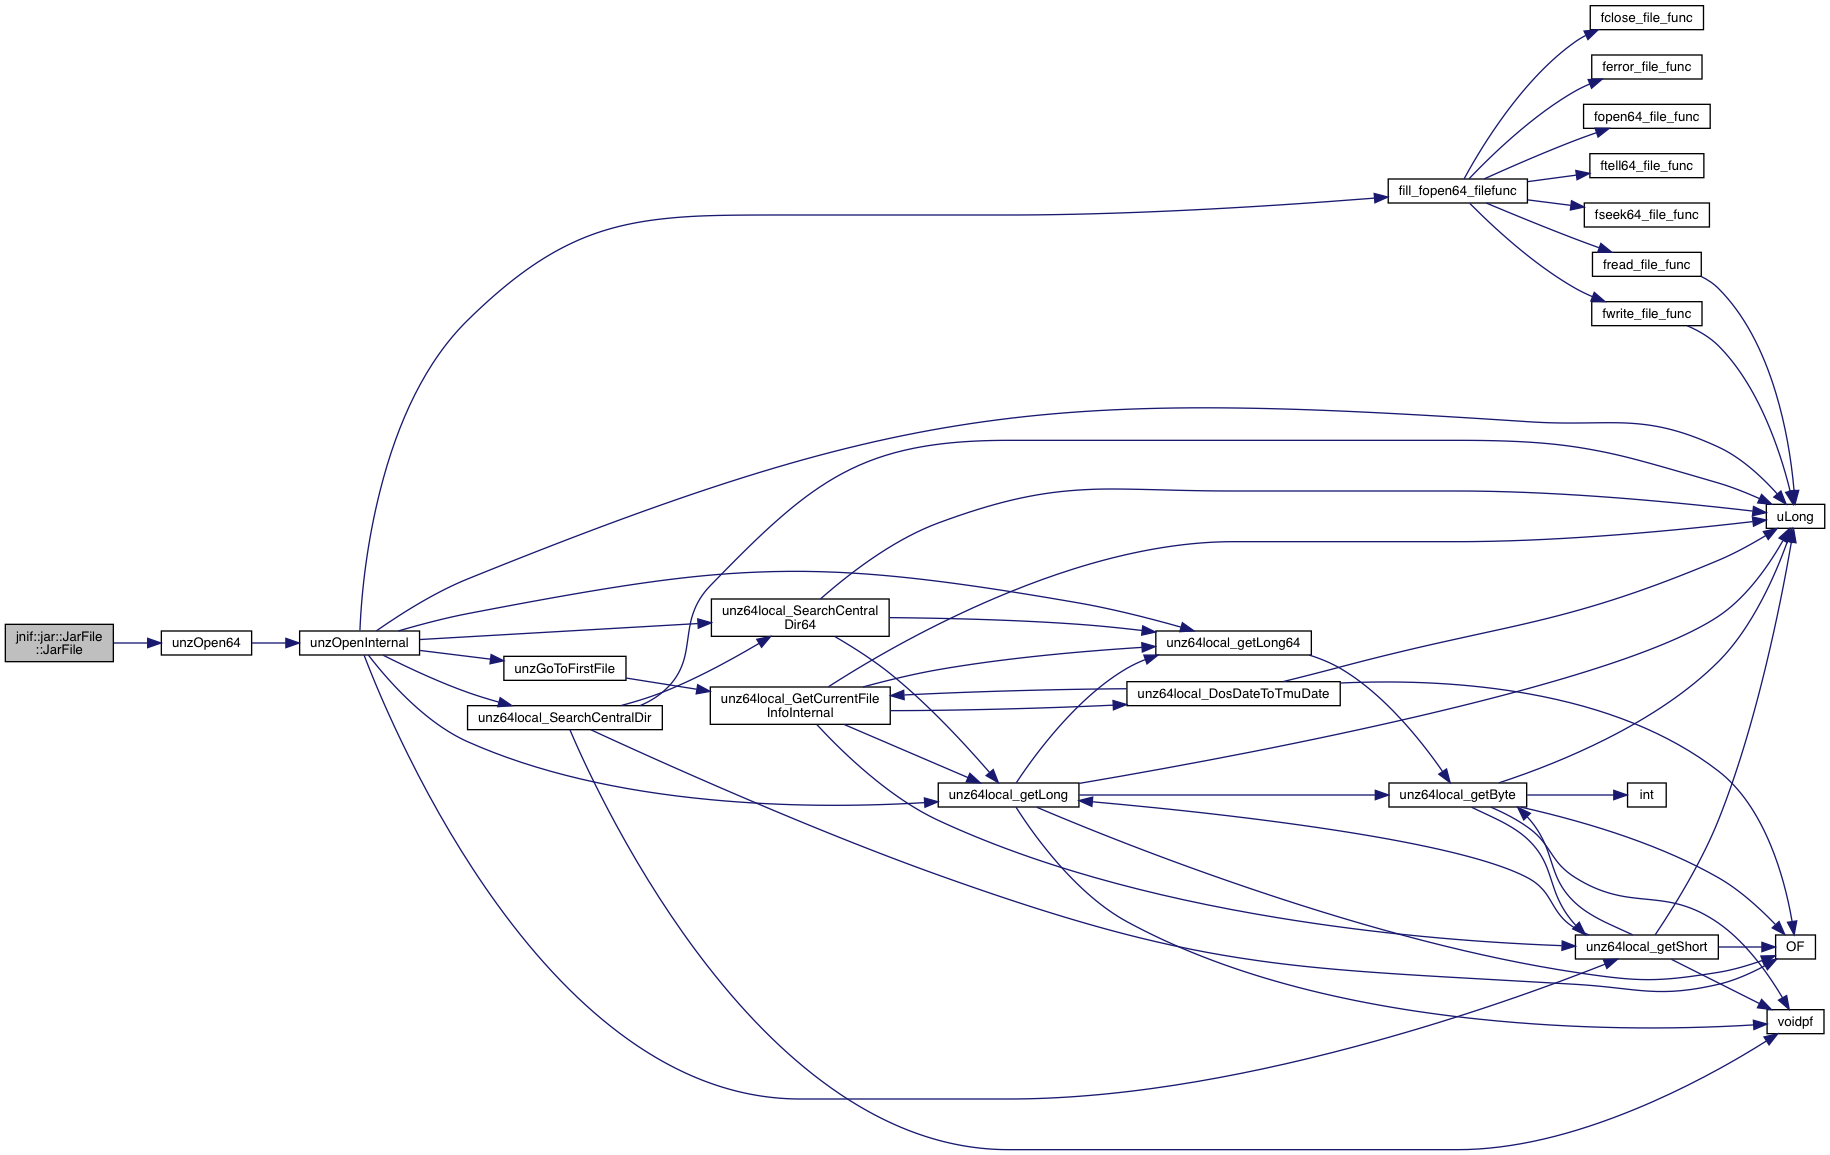 fclose_file_func
ferror_file_func
fopen64_file_func
ftell64_file_func
fill_fopen64_filefunc
fseek64_file_func
fread_file_func
fwrite_file_func
uLong
jnif::jar::JarFile
::JarFile
unzOpen64
unzOpenInternal
unz64local_SearchCentral
Dir64
unz64local_getLong64
unzGoToFirstFile
unz64local_GetCurrentFile
InfoInternal
unz64local_DosDateToTmuDate
unz64local_SearchCentralDir
unz64local_getLong
unz64local_getByte
int
unz64local_getShort
OF
voidpf